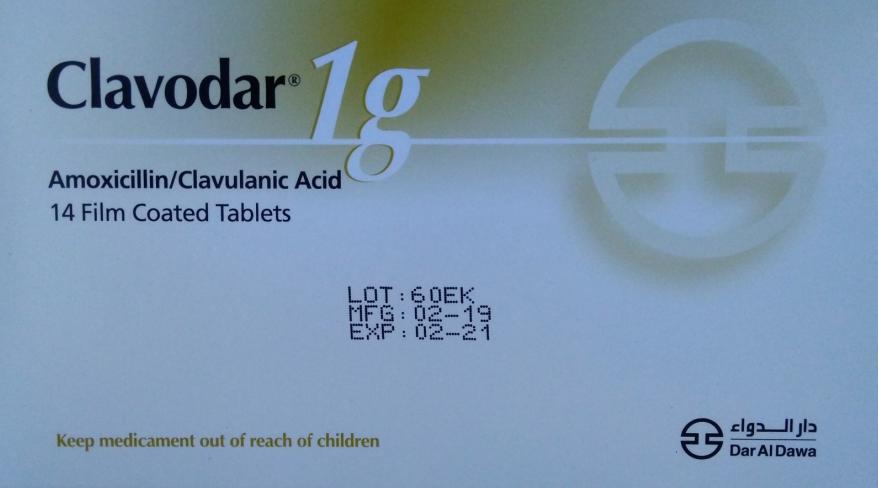 Clavodar® 1g
Amoxicillin/Clavulanic Acid
14 Film Coated Tablets
LOT:60EK
MFG:02-19
EXP:02-21
Keep medicament out of reach of children
دار الـدواء
Dar Al Dawa